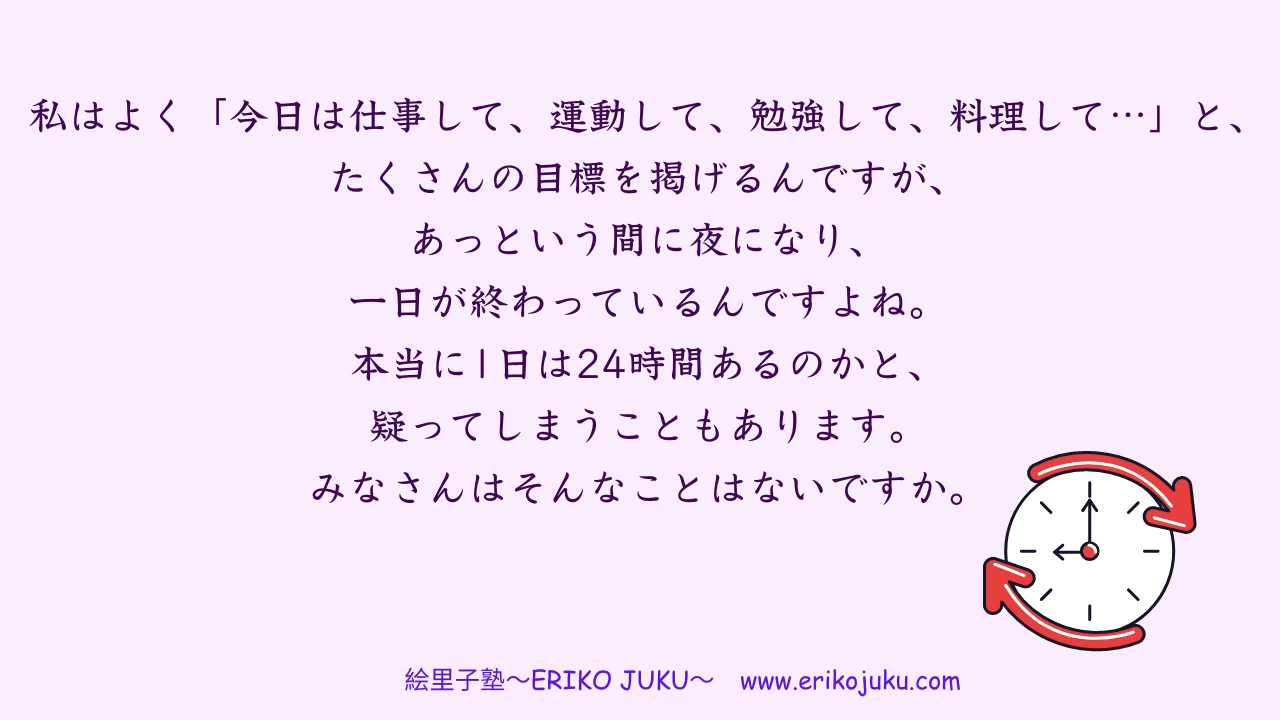 私はよく「今日は仕事して、運動して、勉強して、料理して…」と、
たくさんの目標を掲げるんですが、
あっという間に夜になり、
一日が終わっているんですよね。
本当に1日は24時間あるのかと、
疑ってしまうこともあります。
みなさんはそんなことはないですか。
絵里子塾〜ERIKO JUKU〜 www.erikojuku.com